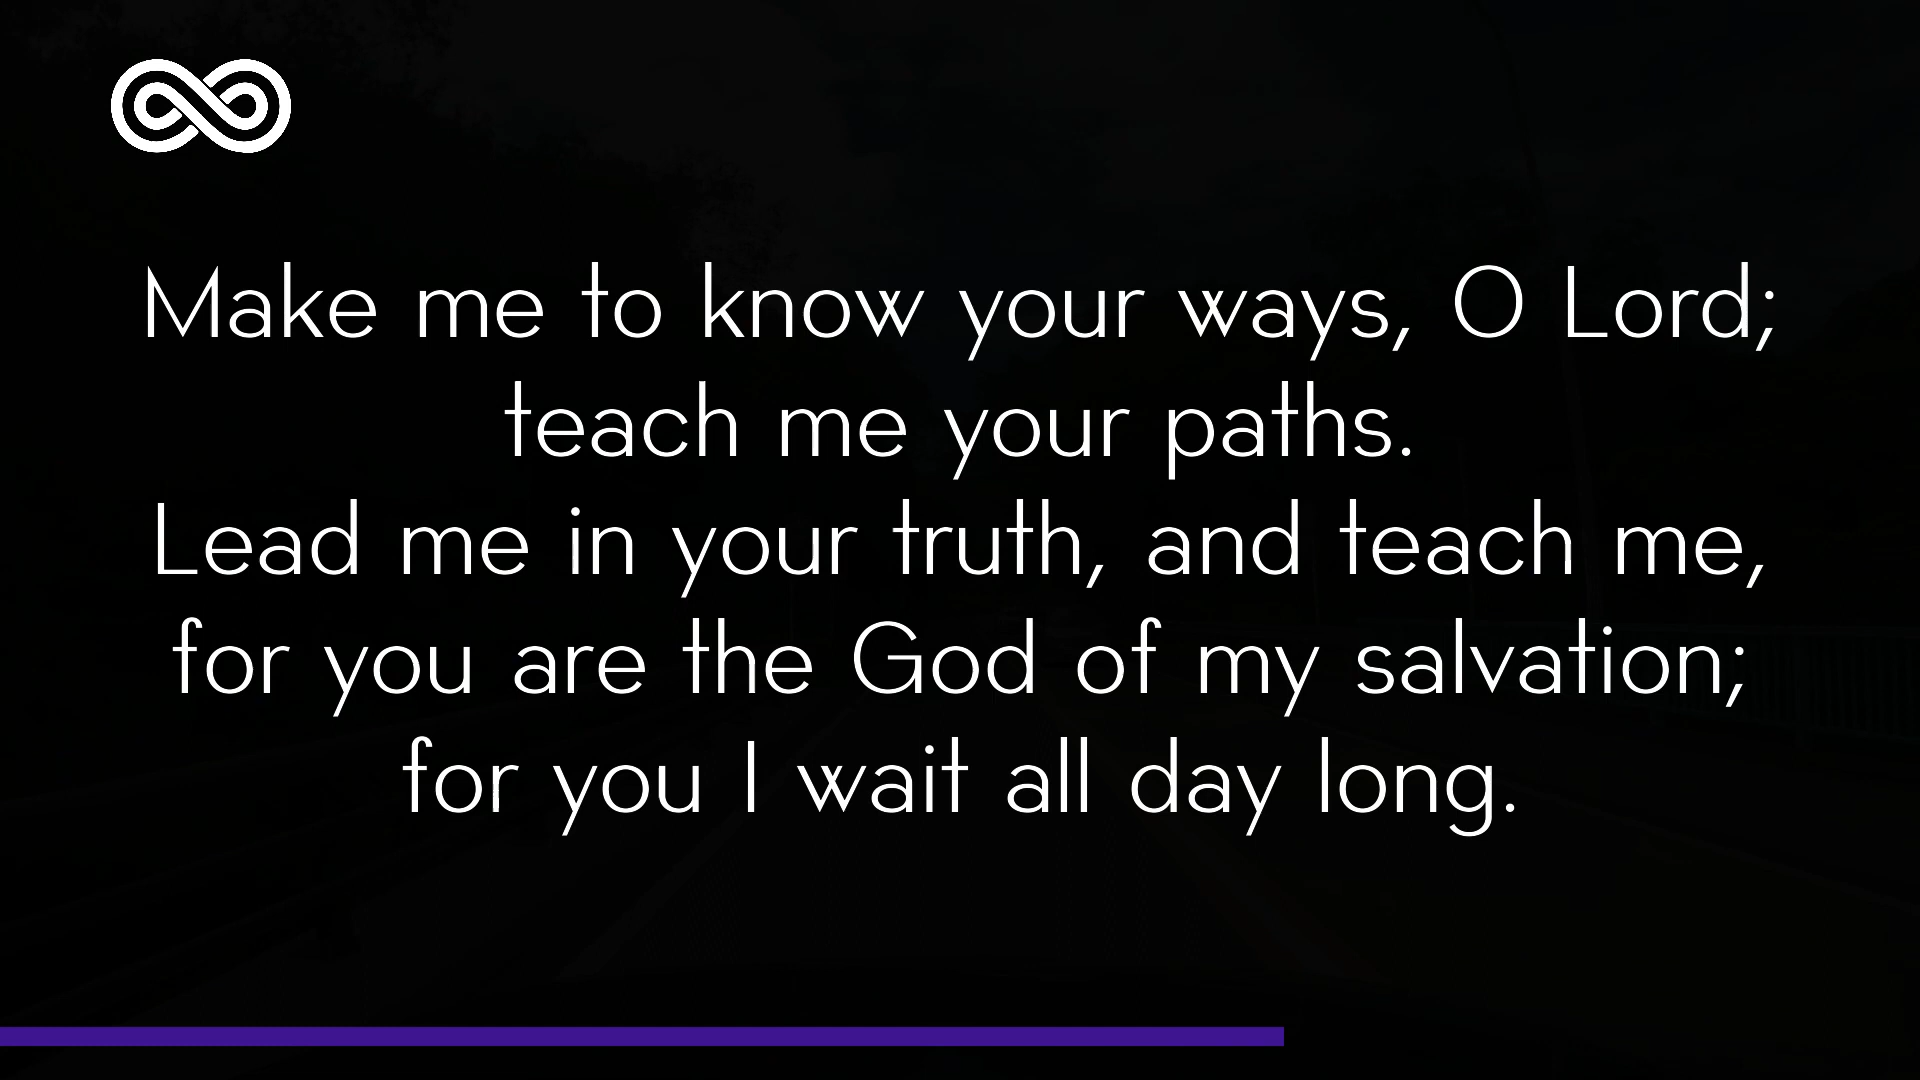 Make me to know your ways, O Lord;
teach me your paths.
Lead me in your truth, and teach me,
for you are the God of my salvation;
for you I wait all day long.